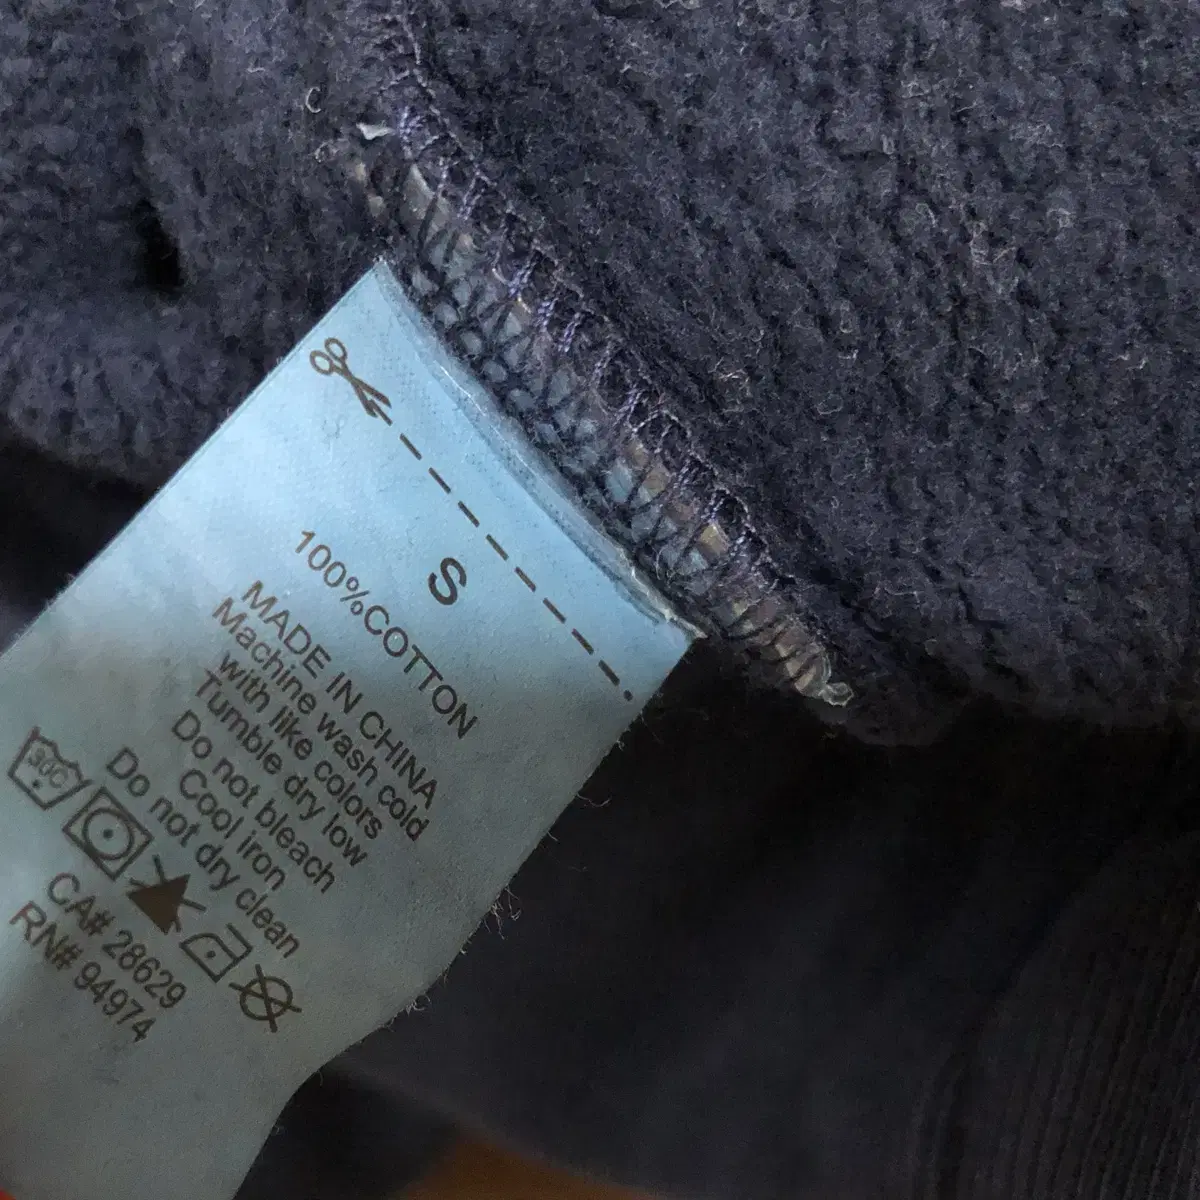 S
100%COTTON
MADE IN CHINA
Machine wash cold
with like colors
Tumble dry low
Do not bleach
Cool iron
Do not dry clean
30C
CA# 28629
RN# 94974